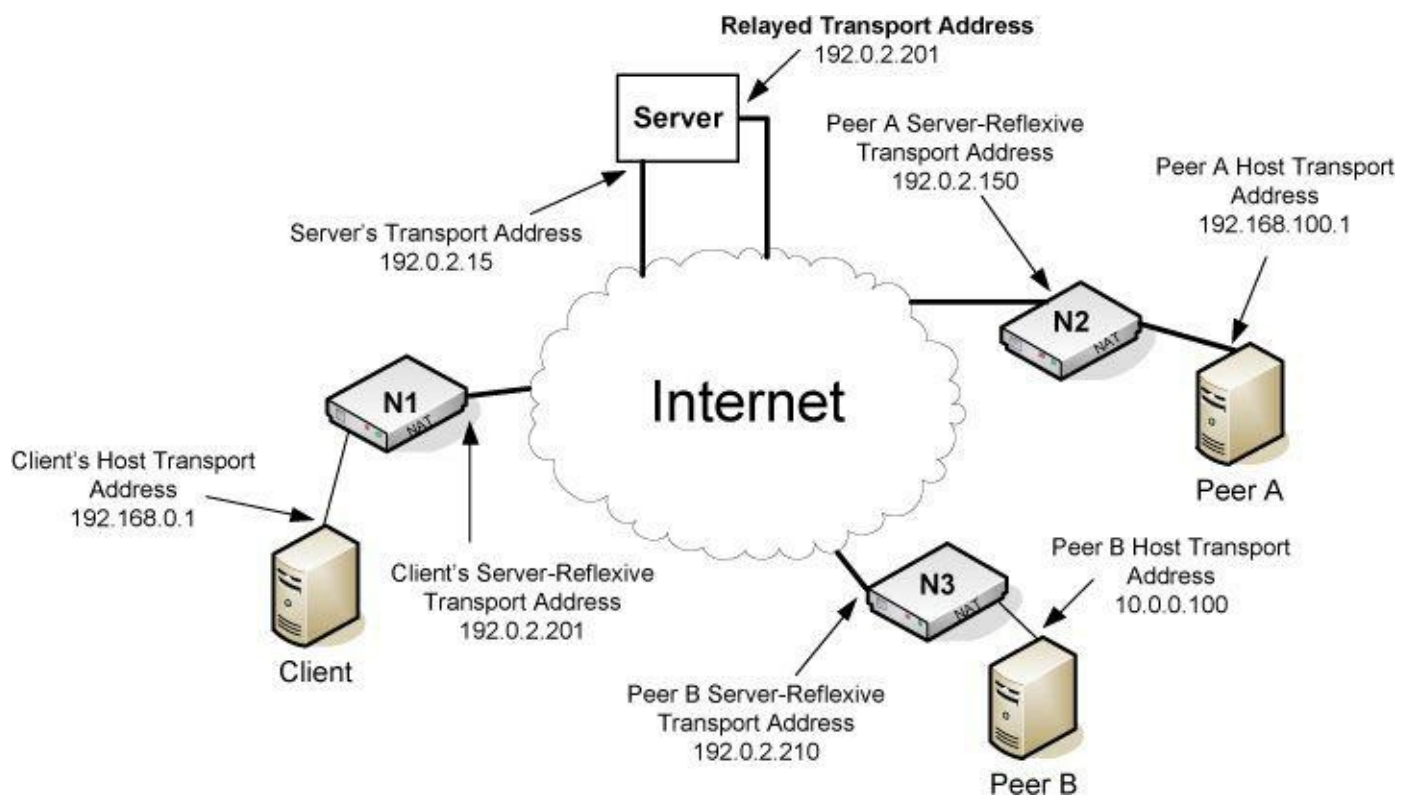 Relayed Transport Address
192.0.2.201
Server
Peer A Server-Reflexive
Transport Address
192.0.2.150
Peer A Host Transport
Address
192.168.100.1
Server's Transport Address
192.0.2.15
N2
NAT
Internet
N1
NAT
Peer A
Client's Host Transport
Address
192.168.0.1
Client's Server-Reflexive
Transport Address
192.0.2.201
N3
NAT
Peer B Host Transport
Address
10.0.0.100
Client
Peer B Server-Reflexive
Transport Address
192.0.2.210
Peer B